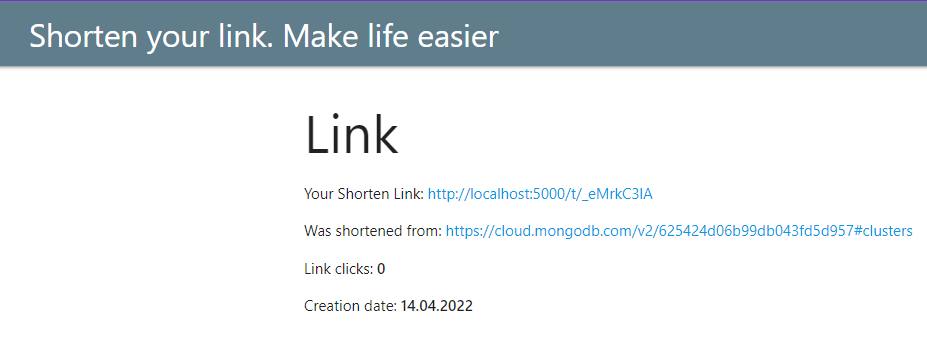 Shorten your link. Make life easier
Link
Your Shorten Link: http://localhost:5000/t/_eMrkC3lA
Was shortened from: https://cloud.mongodb.com/v2/625424d06b99db043fd5d957#clusters
Link clicks: 0
Creation date: 14.04.2022